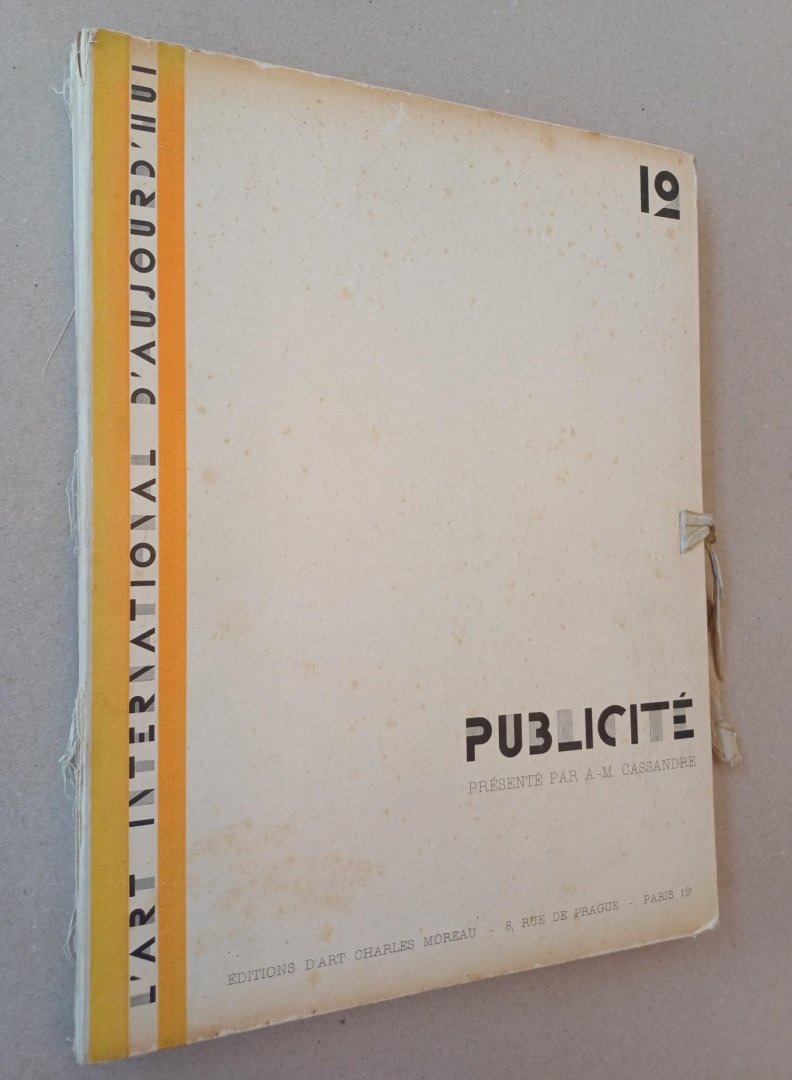 L'ART INTERNATIONAL D'AUJOURD'HUI
12
PUBLICITÉ
PRÉSENTÉ PAR A-M. CASSANDRE
ÉDITIONS D'ART CHARLES MOREAU - 8, RUE DE PRAGUE - PARIS 12e